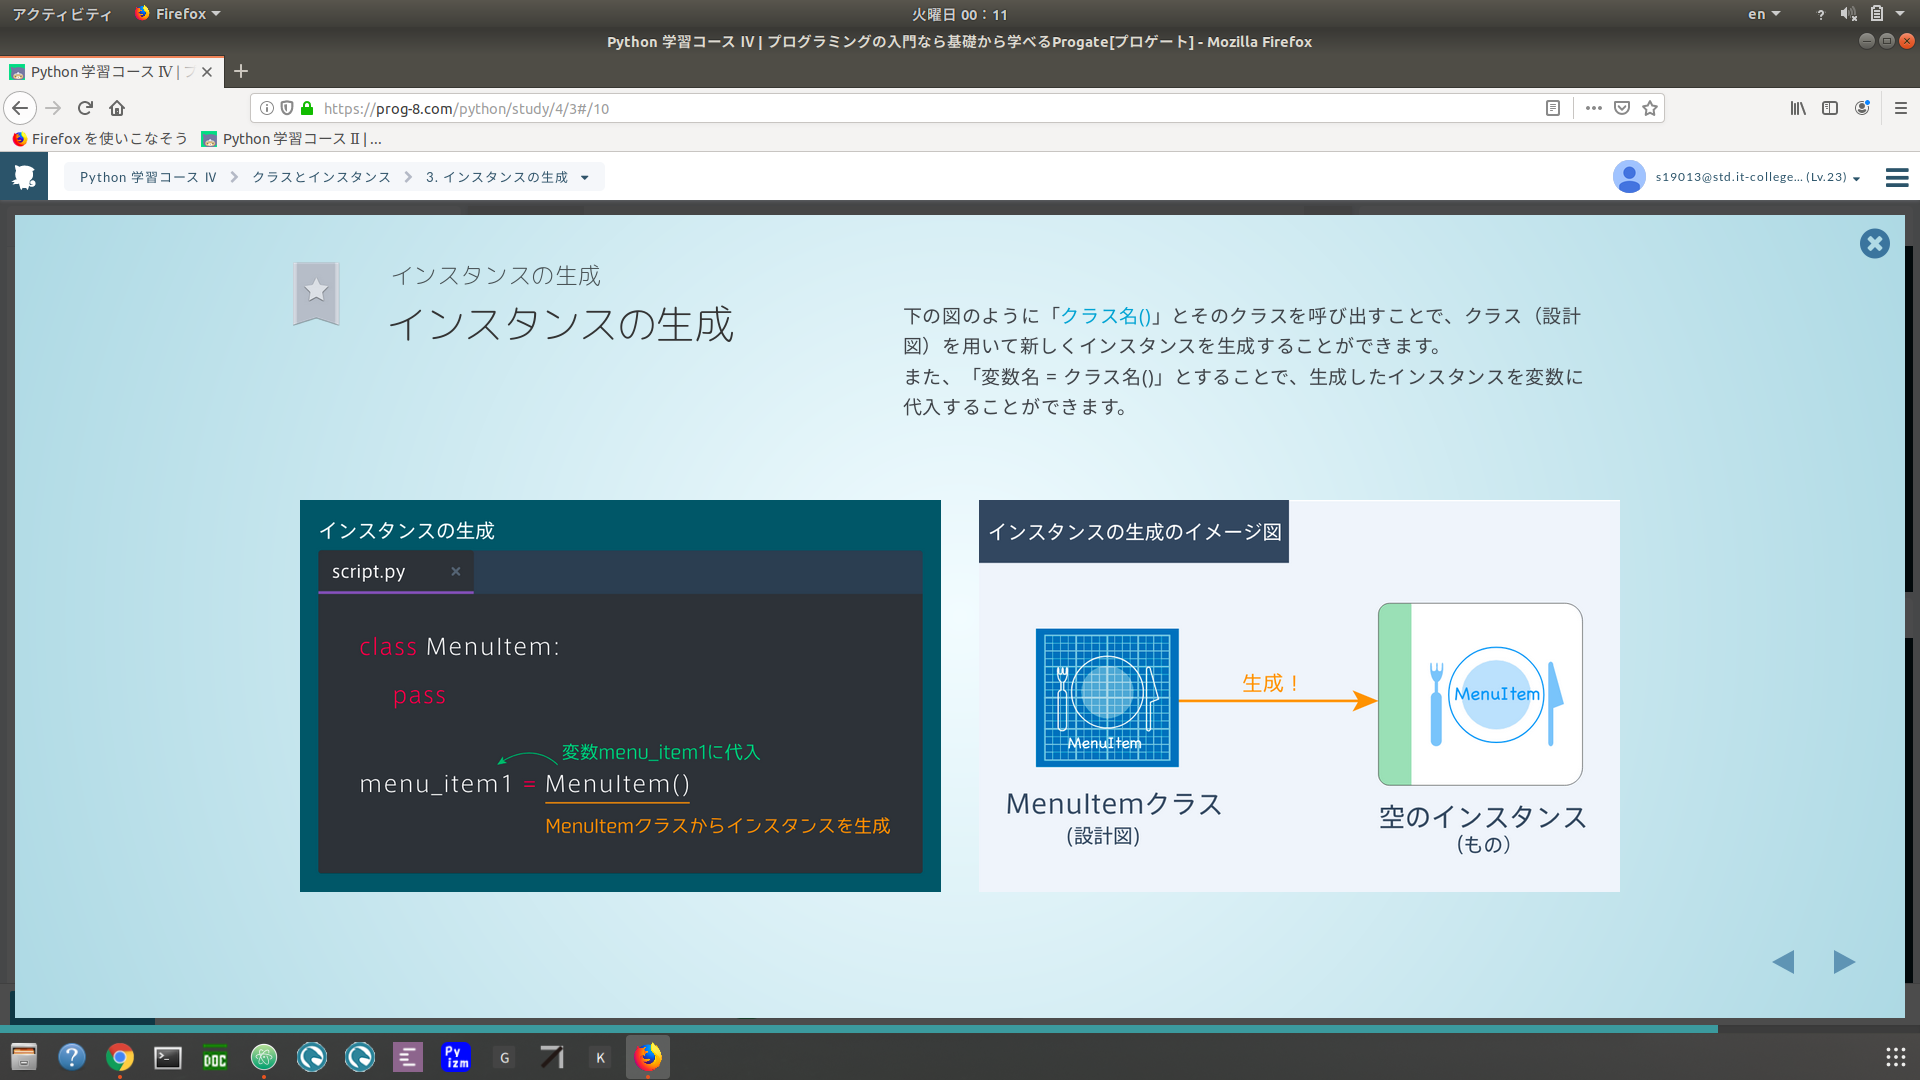 アクティビティ
Firefox
火曜日 00：11
en
Python 学習コース Ⅳ | プログラミングの入門なら基礎から学べるProgate[プロゲート] - Mozilla Firefox
Python 学習コース Ⅳ |
https://prog-8.com/python/study/4/3#/10
Firefox を使いこなそう
Python 学習コース Ⅱ | ...
Python 学習コース Ⅳ
クラスとインスタンス
3. インスタンスの生成
s19013@std.it-college... (Lv.23)
インスタンスの生成
インスタンスの生成
下の図のように「クラス名()」とそのクラスを呼び出すことで、クラス（設計
図）を用いて新しくインスタンスを生成することができます。
また、「変数名 = クラス名()」とすることで、生成したインスタンスを変数に
代入することができます。
インスタンスの生成
script.py
class MenuItem:
pass
変数menu_item1に代入
menu_item1 = MenuItem()
MenuItemクラスからインスタンスを生成
インスタンスの生成のイメージ図
MenuItem
生成！
MenuItem
MenuItemクラス
(設計図)
空のインスタンス
(もの)
DOC
Py
izm
G
K